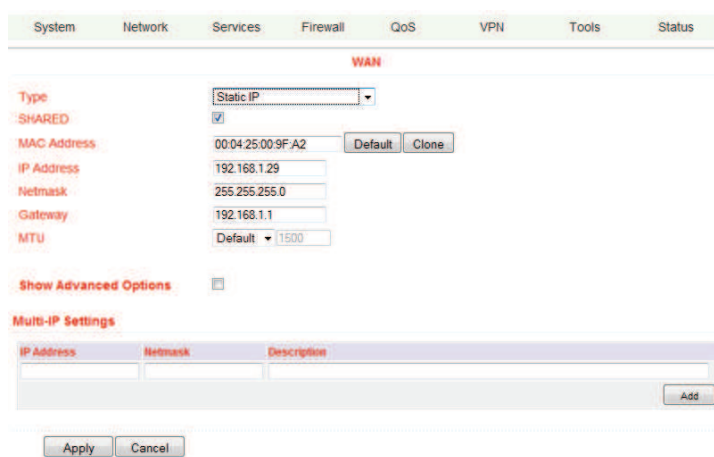 System Network Services Firewall QoS VPN Tools Status
WAN
Type Static IP
SHARED
MAC Address 00:04:25:00:9F:A2 Default Clone
IP Address 192.168.1.29
Netmask 255.255.255.0
Gateway 192.168.1.1
MTU Default 1500
Show Advanced Options
Multi-IP Settings
IP Address Netmask Description
Add
Apply Cancel